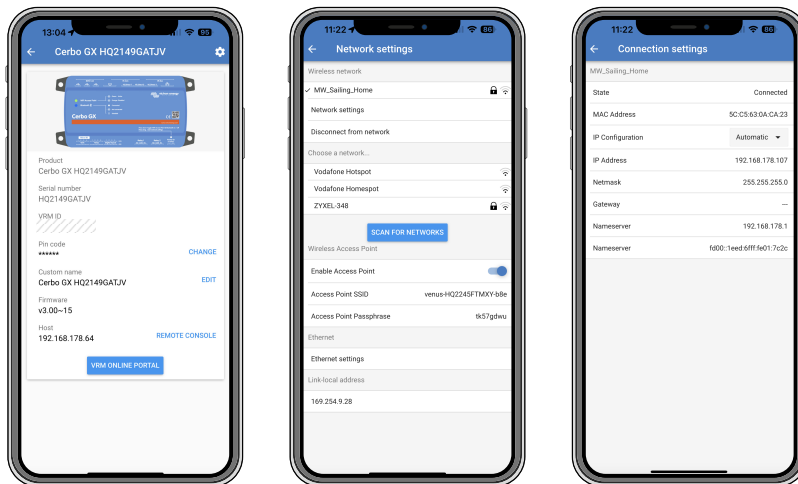 13:04
95
Cerbo GX HQ2149GATJV
Cerbo GX
Product
Cerbo GX HQ2149GATJV
Serial number
HQ2149GATJV
VRM ID
Pin code
******
CHANGE
Custom name
Cerbo GX HQ2149GATJV
EDIT
Firmware
v3.00~15
Host
192.168.178.64
REMOTE CONSOLE
VRM ONLINE PORTAL
11:22
86
Network settings
Wireless network
MW_Sailing_Home
Network settings
Disconnect from network
Choose a network...
Vodafone Hotspot
Vodafone Homespot
ZYXEL-348
SCAN FOR NETWORKS
Wireless Access Point
Enable Access Point
Access Point SSID venus-HQ2245FTMXY-b8e
Access Point Passphrase tk57gdwu
Ethernet
Ethernet settings
Link-local address
169.254.9.28
11:22
86
Connection settings
MW_Sailing_Home
State Connected
MAC Address 5C:C5:63:0A:CA:23
IP Configuration Automatic
IP Address 192.168.178.107
Netmask 255.255.255.0
Gateway —
Nameserver 192.168.178.1
Nameserver fd00::1eed:6fff:fe01:7c2c